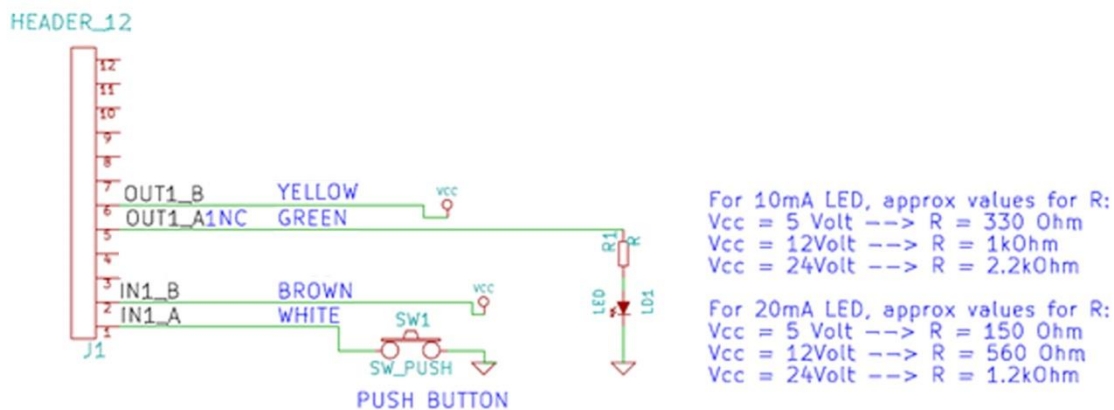 HEADER_12
12
11
10
9
8
7
OUT1_B YELLOW VCC
6
OUT1_A1NC GREEN
5
4
3
IN1_B BROWN VCC
2
IN1_A WHITE
1
J1
SW1
SW_PUSH
PUSH BUTTON
R1
R
LED
LD1
For 10mA LED, approx values for R:
Vcc = 5 Volt --> R = 330 Ohm
Vcc = 12Volt --> R = 1kOhm
Vcc = 24Volt --> R = 2.2kOhm
For 20mA LED, approx values for R:
Vcc = 5 Volt --> R = 150 Ohm
Vcc = 12Volt --> R = 560 Ohm
Vcc = 24Volt --> R = 1.2kOhm